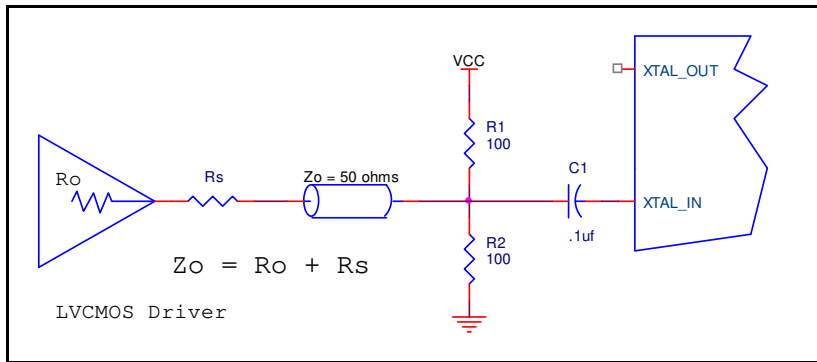 VCC
XTAL_OUT
R1
100
C1
Ro
Rs
Zo = 50 ohms
XTAL_IN
.1uf
R2
100
Zo = Ro + Rs
LVCMOS Driver